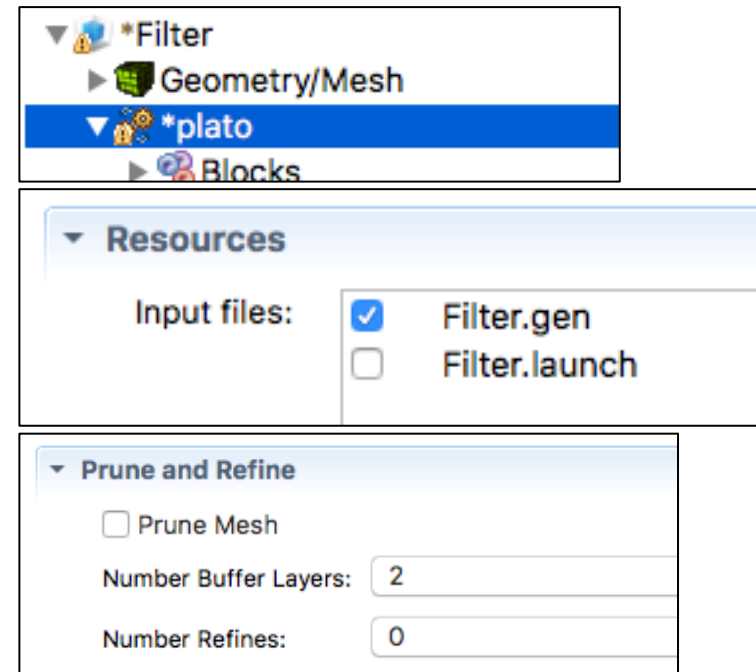 *Filter
Geometry/Mesh
*plato
Blocks
Resources
Input files:
Filter.gen
Filter.launch
Prune and Refine
Prune Mesh
Number Buffer Layers: 2
Number Refines: 0